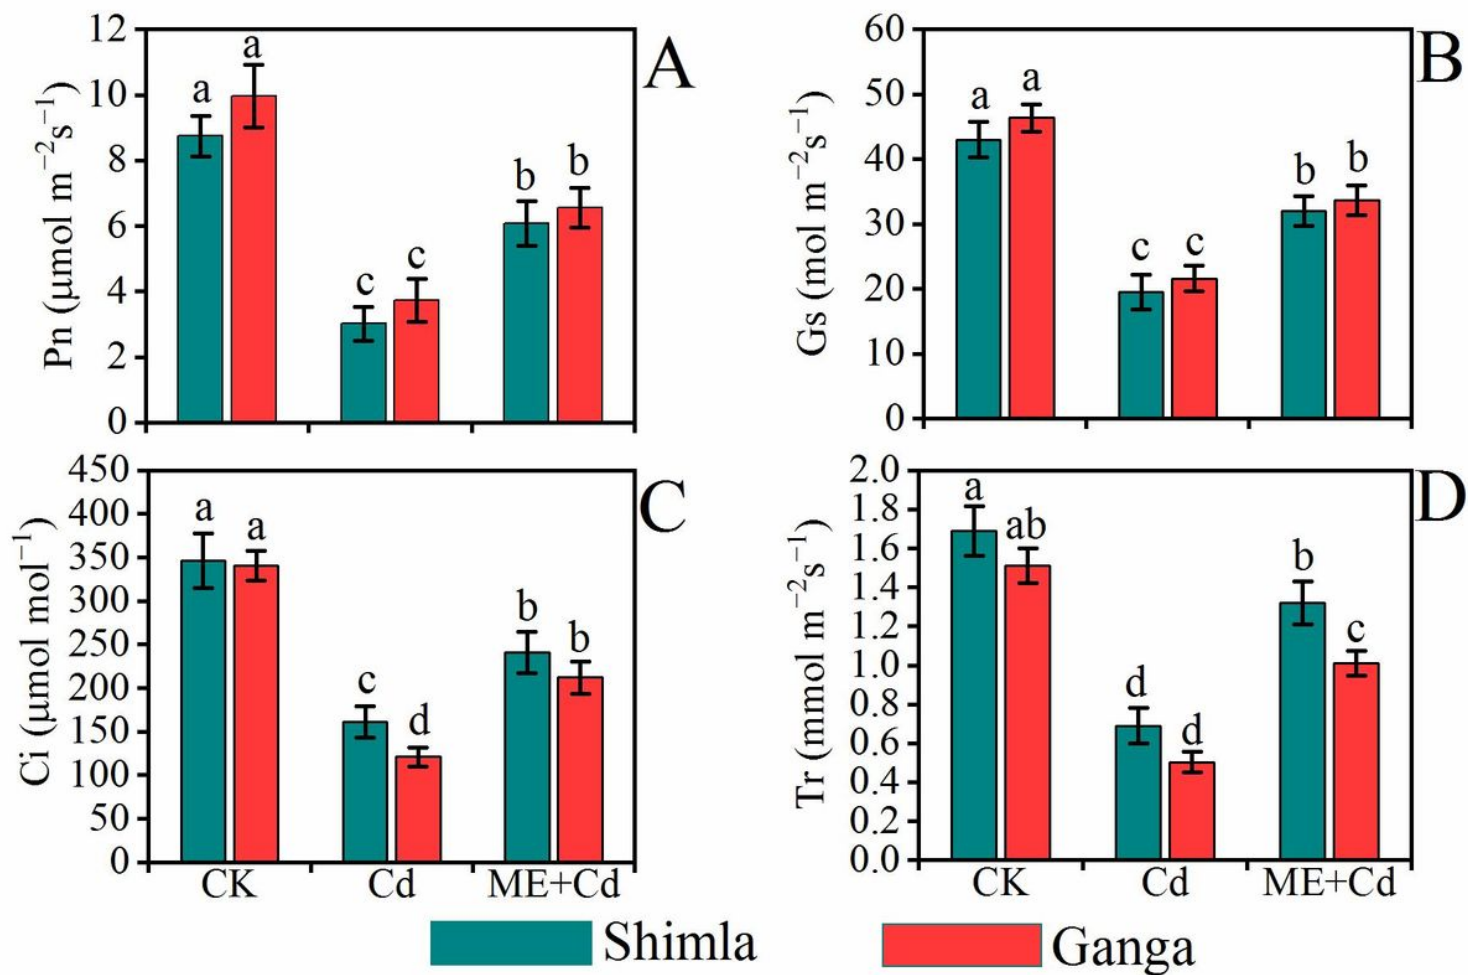 A
Pn (μmol m⁻²s⁻¹)
12
10
8
6
4
2
0
a
a
c
c
b
b
B
Gs (mol m⁻²s⁻¹)
60
50
40
30
20
10
0
a
a
c
c
b
b
C
Ci (μmol mol⁻¹)
450
400
350
300
250
200
150
100
50
0
a
a
c
d
b
b
CK Cd ME+Cd
D
Tr (mmol m⁻²s⁻¹)
2.0
1.8
1.6
1.4
1.2
1.0
0.8
0.6
0.4
0.2
0.0
a
ab
d
d
b
c
CK Cd ME+Cd
Shimla Ganga